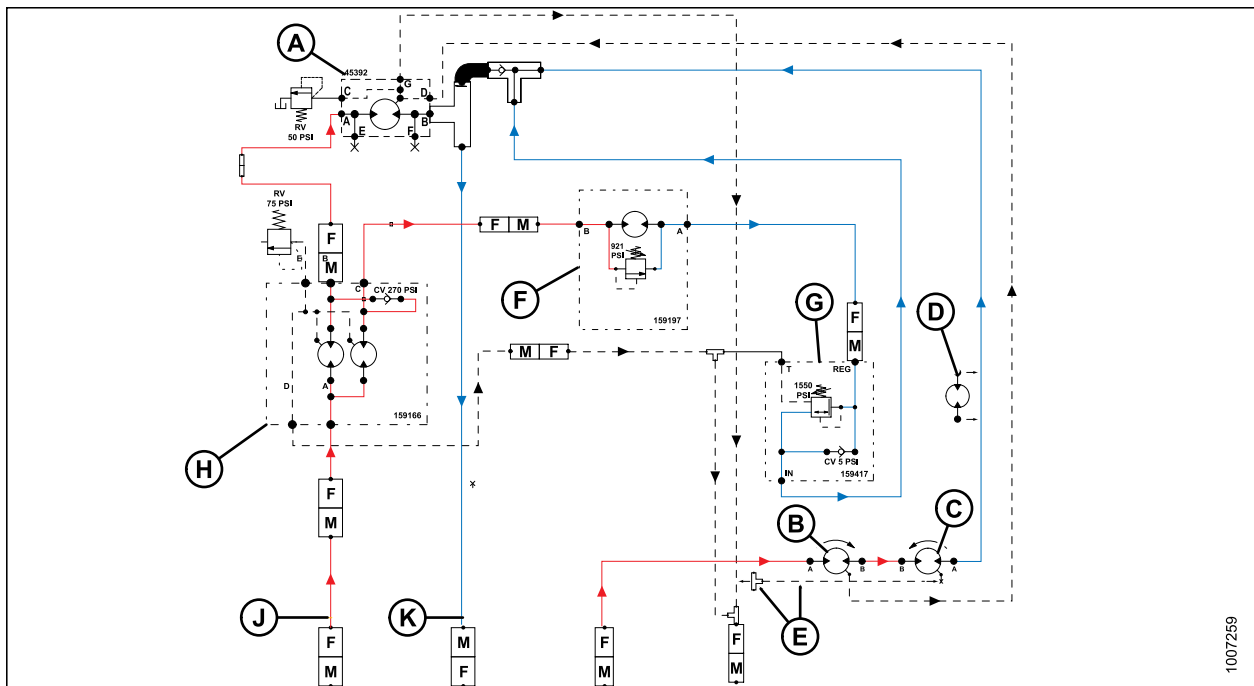 A
45392
G
C
D
A
B
E
F
RV
50 PSI
RV
75 PSI
F
M
B
E
C
CV 270 PSI
D
A
159166
H
F
M
B
A
921
PSI
159197
F
M
F
G
F
M
T
REG
1550
PSI
CV 5 PSI
IN
159417
D
B
C
A
B
B
A
E
F
M
J
F
M
K
M
F
F
M
F
M
1007259